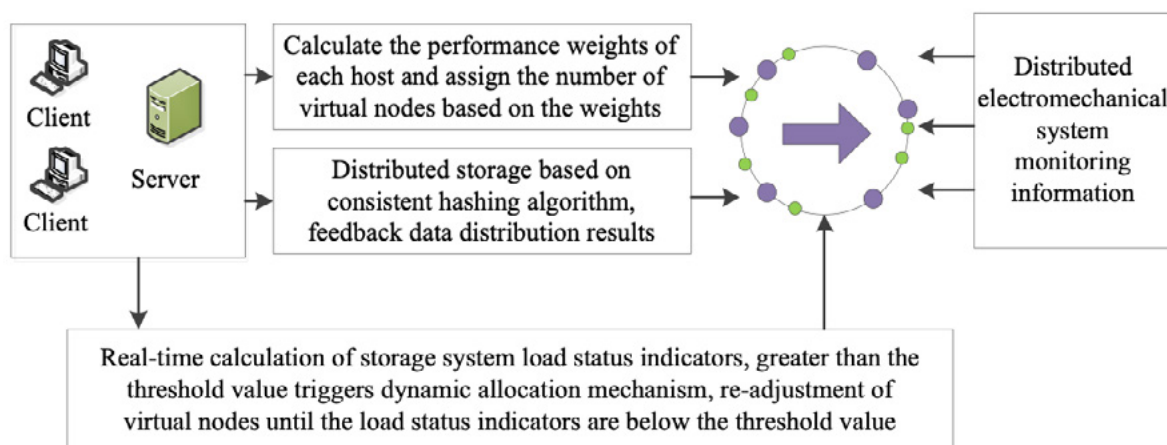 Client
Client
Server
Calculate the performance weights of
each host and assign the number of
virtual nodes based on the weights
Distributed storage based on
consistent hashing algorithm,
feedback data distribution results
Distributed
electromechanical
system
monitoring
information
Real-time calculation of storage system load status indicators, greater than the
threshold value triggers dynamic allocation mechanism, re-adjustment of
virtual nodes until the load status indicators are below the threshold value